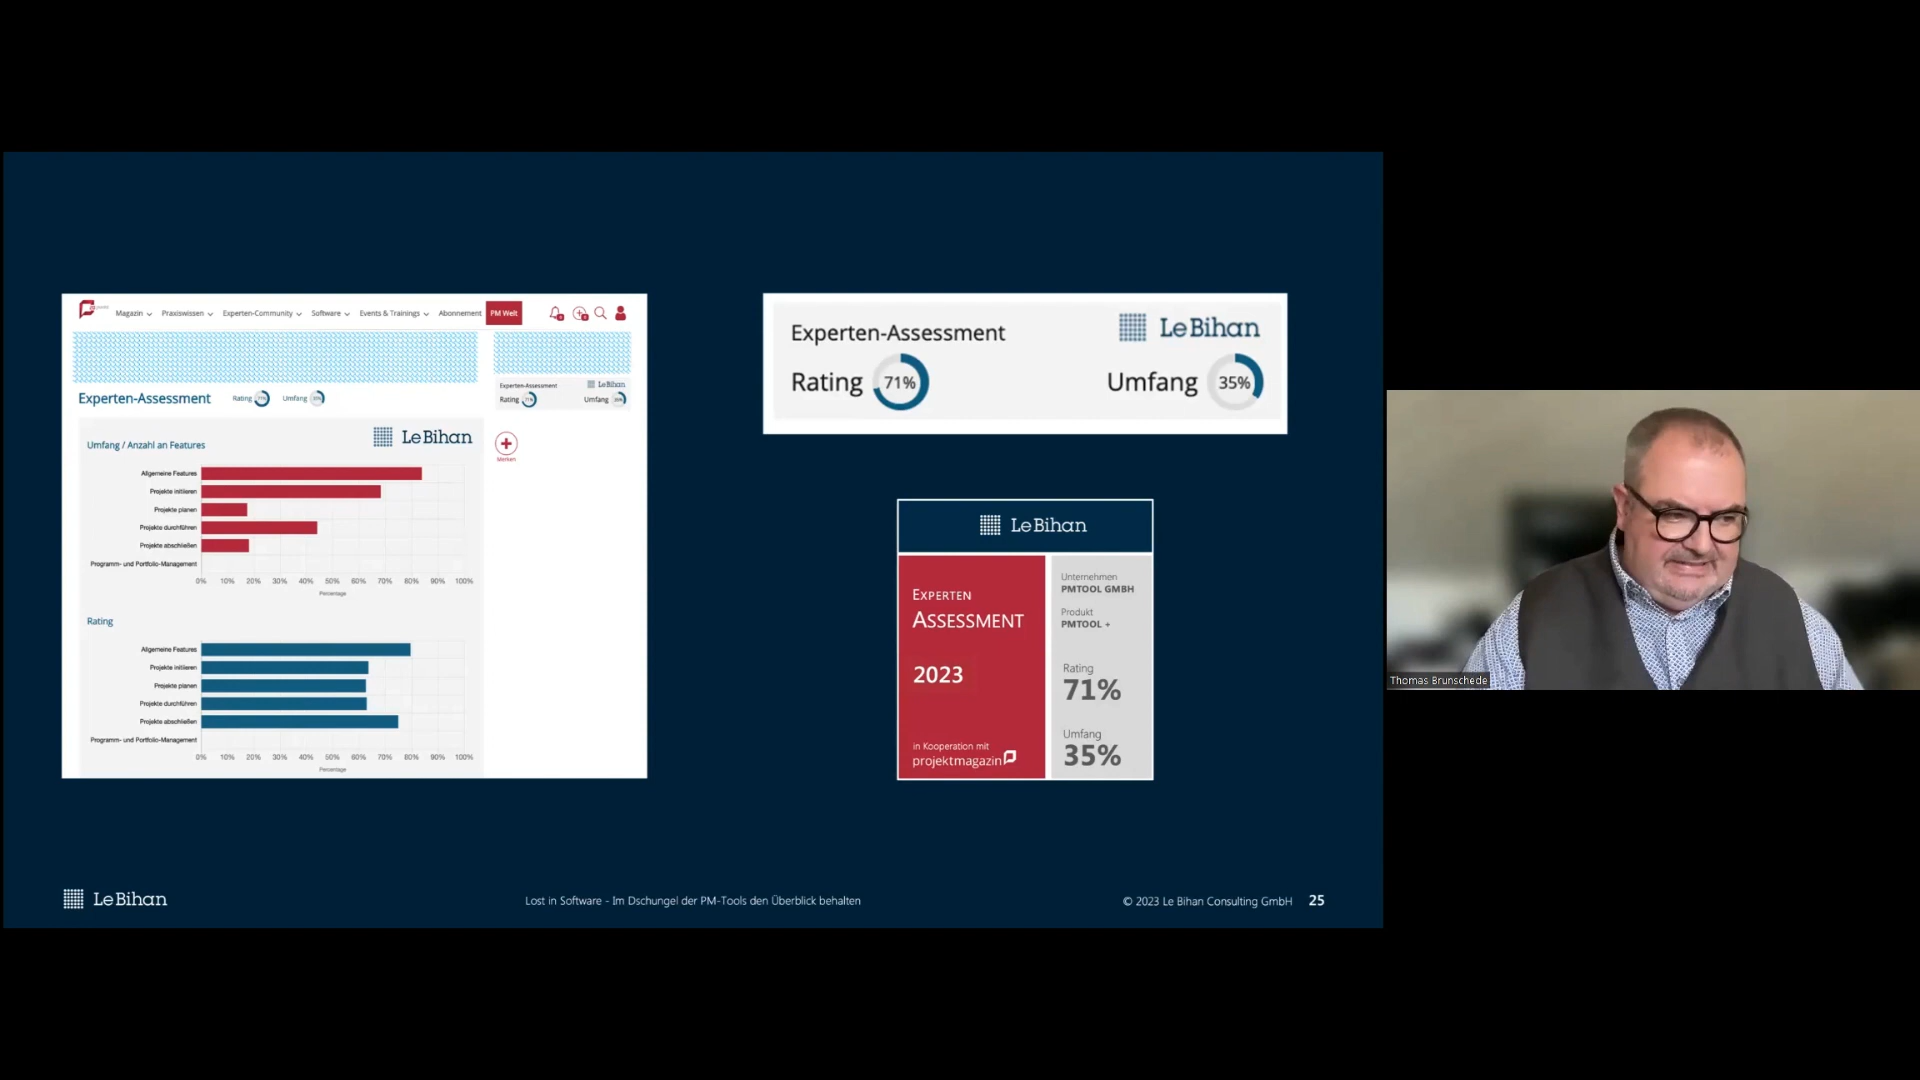 Magazin
Praxiswissen
Experten-Community
Software
Events & Trainings
Abonnement
PM Welt
Experten-Assessment
Rating 71%
Umfang 35%
Experten-Assessment
LeBihan
Rating 71%
Umfang 35%
Merken
LeBihan
Umfang / Anzahl an Features
Allgemeine Features
Projekte initiieren
Projekte planen
Projekte durchführen
Projekte abschließen
Programm- und Portfolio-Management
0% 10% 20% 30% 40% 50% 60% 70% 80% 90% 100%
Percentage
Rating
Allgemeine Features
Projekte initiieren
Projekte planen
Projekte durchführen
Projekte abschließen
Programm- und Portfolio-Management
0% 10% 20% 30% 40% 50% 60% 70% 80% 90% 100%
Percentage
Experten-Assessment
LeBihan
Rating 71%
Umfang 35%
LeBihan
EXPERTEN
ASSESSMENT
2023
in Kooperation mit
projektmagazin
Unternehmen
PMTOOL GMBH
Produkt
PMTOOL +
Rating
71%
Umfang
35%
LeBihan
Lost in Software - Im Dschungel der PM-Tools den Überblick behalten
© 2023 Le Bihan Consulting GmbH 25
Thomas Brunschede